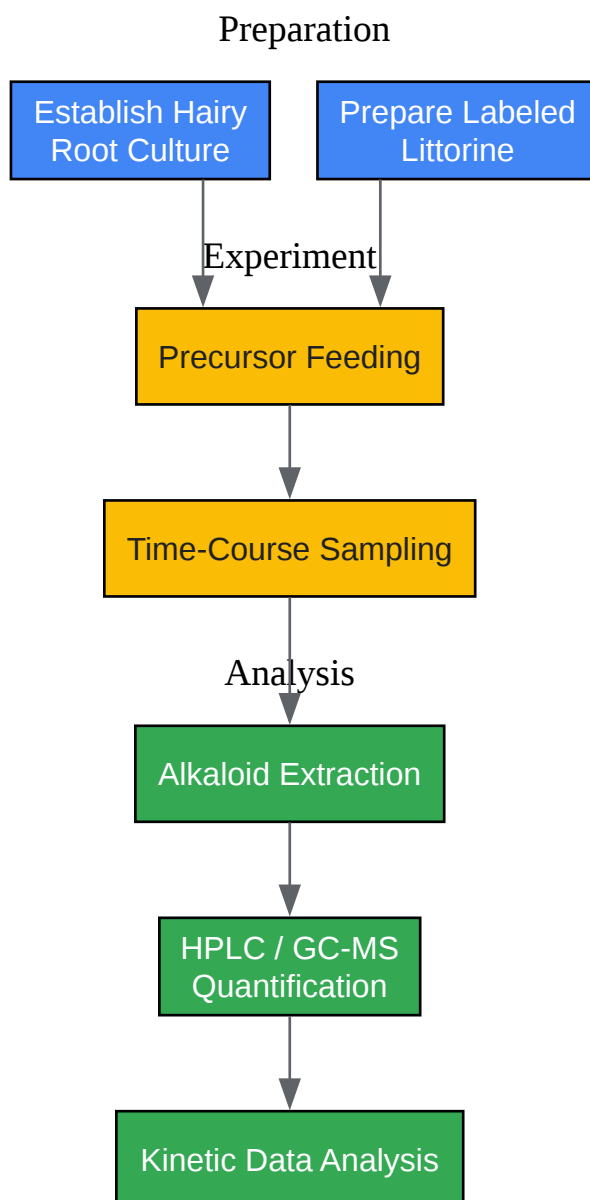 Preparation
Establish Hairy
Root Culture
Prepare Labeled
Littorine
Experiment
Precursor Feeding
Time-Course Sampling
Analysis
Alkaloid Extraction
HPLC / GC-MS
Quantification
Kinetic Data Analysis